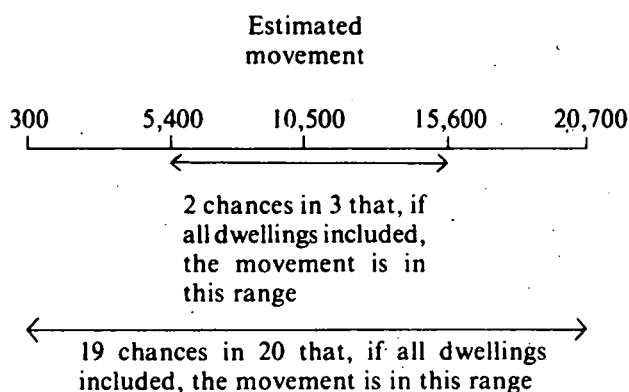 Estimated
movement
300 5,400 10,500 15,600 20,700
2 chances in 3 that, if
all dwellings included,
the movement is in
this range
19 chances in 20 that, if all dwellings
included, the movement is in this range